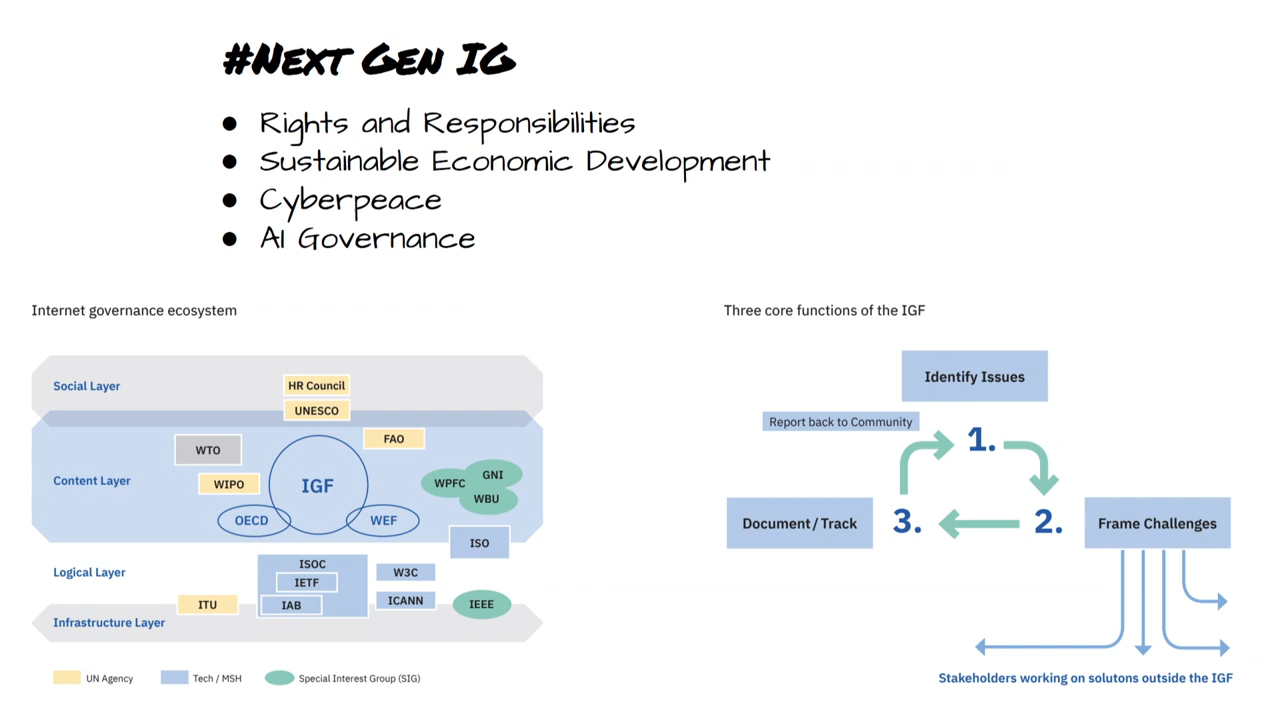 #Next Gen IG
● Rights and Responsibilities
● Sustainable Economic Development
● Cyberpeace
● AI Governance
Internet governance ecosystem
Social Layer
HR Council
UNESCO
Content Layer
WTO
FAO
WIPO
IGF
GNI
WPFC
WBU
OECD
WEF
ISO
Logical Layer
ISOC
IETF
IAB
W3C
ICANN
ITU
IEEE
Infrastructure Layer
UN Agency
Tech / MSH
Special Interest Group (SIG)
Three core functions of the IGF
Identify Issues
Report back to Community
1.
Document / Track
3.
2.
Frame Challenges
Stakeholders working on solutons outside the IGF